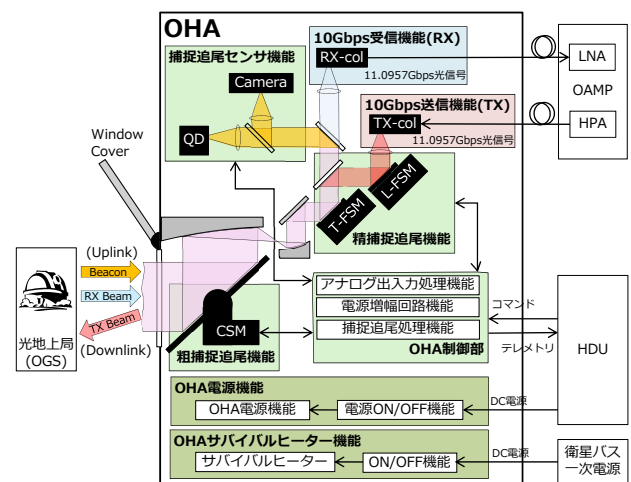 OHA
捕捉追尾センサ機能
Camera
QD
10Gbps受信機能(RX)
RX-col
11.0957Gbps光信号
10Gbps送信機能(TX)
TX-col
11.0957Gbps光信号
LNA
OAMP
HPA
Window
Cover
T-FSM
L-FSM
精捕捉追尾機能
(Uplink)
Beacon
RX Beam
TX Beam
(Downlink)
光地上局
(OGS)
CSM
粗捕捉追尾機能
アナログ出入力処理機能
電源増幅回路機能
捕捉追尾処理機能
OHA制御部
コマンド
テレメトリ
HDU
OHA電源機能
OHA電源機能
電源ON/OFF機能
DC電源
OHAサバイバルヒーター機能
サバイバルヒーター
ON/OFF機能
DC電源
衛星バス
一次電源